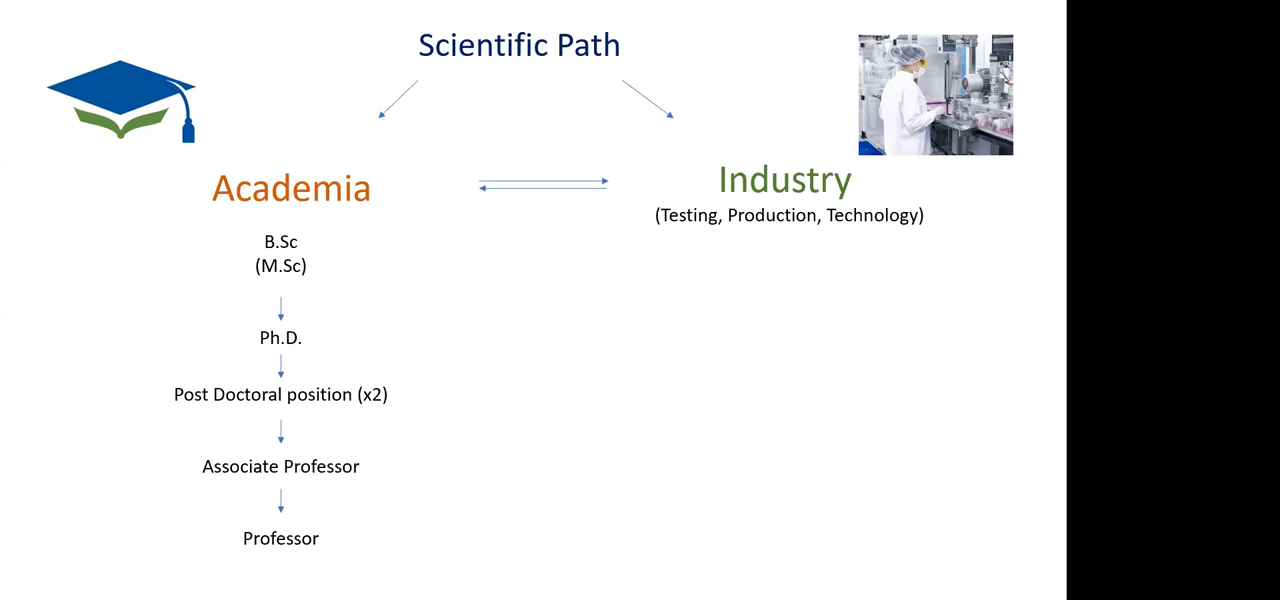 Scientific Path
Academia
B.Sc
(M.Sc)
Ph.D.
Post Doctoral position (x2)
Associate Professor
Professor
Industry
(Testing, Production, Technology)